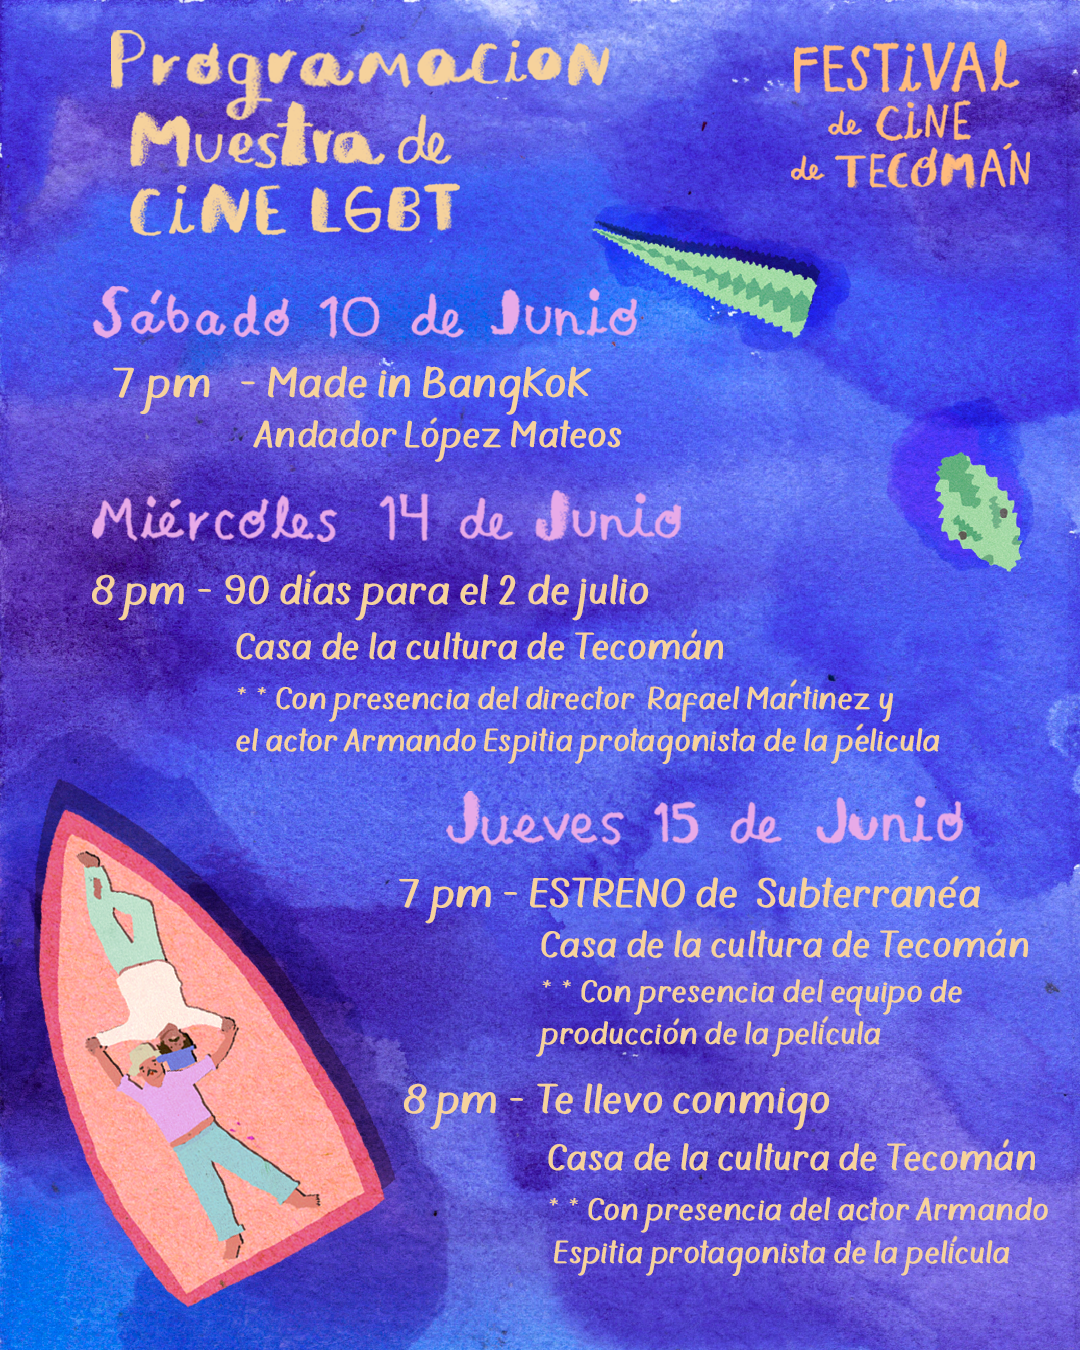 Programacion
Muestra de
CiNE LGBT
FESTiVAl
de CiNE
de TECOMÁN
Sábado 10 de Junio
7 pm - Made in BangKoK
Andador López Mateos
Miércoles 14 de Junio
8 pm - 90 días para el 2 de julio
Casa de la cultura de Tecomán
* * Con presencia del director Rafael Maŕtinez y
el actor Armando Espitia protagonista de la pélicula
Jueves 15 de Junio
7 pm - ESTRENO de Subterranéa
Casa de la cultura de Tecomán
* * Con presencia del equipo de
producción de la película
8 pm - Te llevo conmigo
Casa de la cultura de Tecomán
* * Con presencia del actor Armando
Espitia protagonista de la película